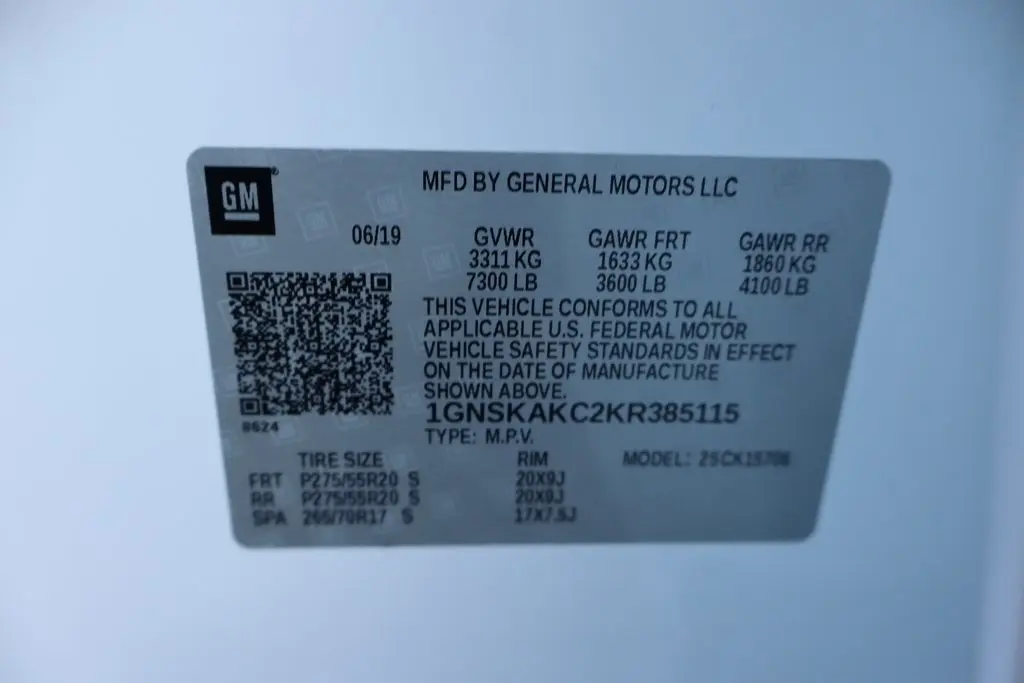 GM
MFD BY GENERAL MOTORS LLC
06/19 GVWR GAWR FRT GAWR RR
3311 KG 1633 KG 1860 KG
7300 LB 3600 LB 4100 LB
THIS VEHICLE CONFORMS TO ALL
APPLICABLE U.S. FEDERAL MOTOR
VEHICLE SAFETY STANDARDS IN EFFECT
ON THE DATE OF MANUFACTURE
SHOWN ABOVE.
1GNSKAKC2KR385115
8624
TYPE: M.P.V.
TIRE SIZE RIM MODEL:
FRT P275/55R20 S 20X9J
RR P275/55R20 S 20X9J
SPA 265/70R17 S 17X7.5J